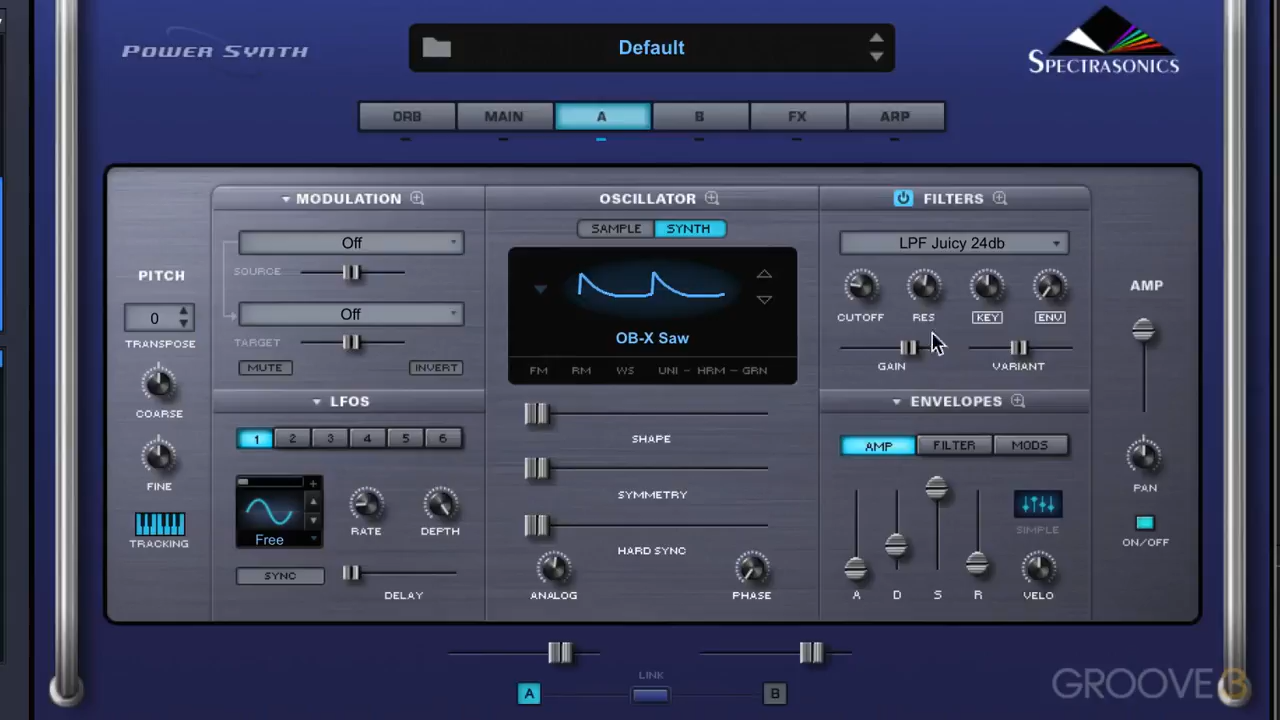 POWER SYNTH
Default
SPECTRASONICS
ORB MAIN A B FX ARP
MODULATION
OSCILLATOR
FILTERS
SAMPLE SYNTH
Off
SOURCE
Off
TARGET
MUTE INVERT
PITCH
0
TRANSPOSE
COARSE
FINE
TRACKING
LFOS
1 2 3 4 5 6
Free
RATE DEPTH
SYNC
DELAY
OB-X Saw
FM RM WS UNI - HRM - GRN
SHAPE
SYMMETRY
HARD SYNC
ANALOG PHASE
LPF Juicy 24db
CUTOFF RES KEY ENV
GAIN VARIANT
ENVELOPES
AMP FILTER MODS
SIMPLE
A D S R VELO
AMP
PAN
ON/OFF
LINK
A B
GROOVE B